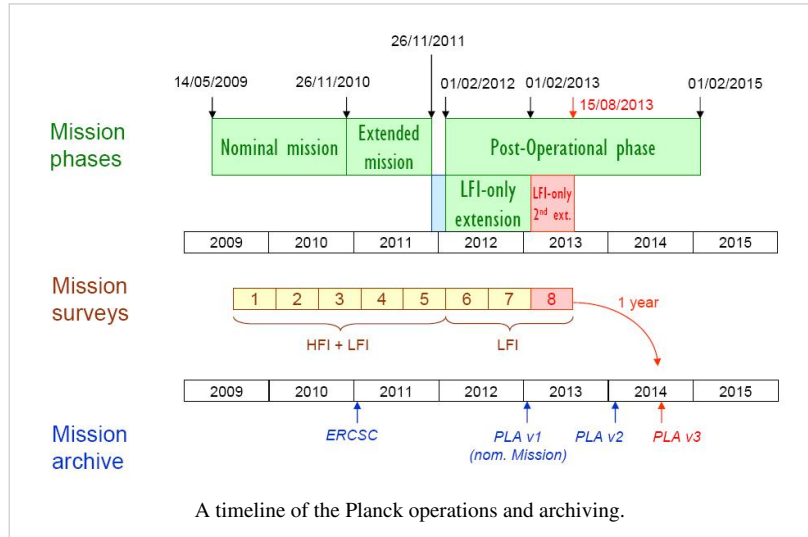 26/11/2011
14/05/2009 26/11/2010 01/02/2012 01/02/2013 01/02/2015
15/08/2013
Mission phases
Nominal mission
Extended mission
Post-Operational phase
LFI-only extension
LFI-only 2nd ext.
2009 2010 2011 2012 2013 2014 2015
Mission surveys
1 2 3 4 5 6 7 8
1 year
HFI + LFI LFI
2009 2010 2011 2012 2013 2014 2015
Mission archive
ERCSC
PLA v1 (nom. Mission)
PLA v2
PLA v3
A timeline of the Planck operations and archiving.